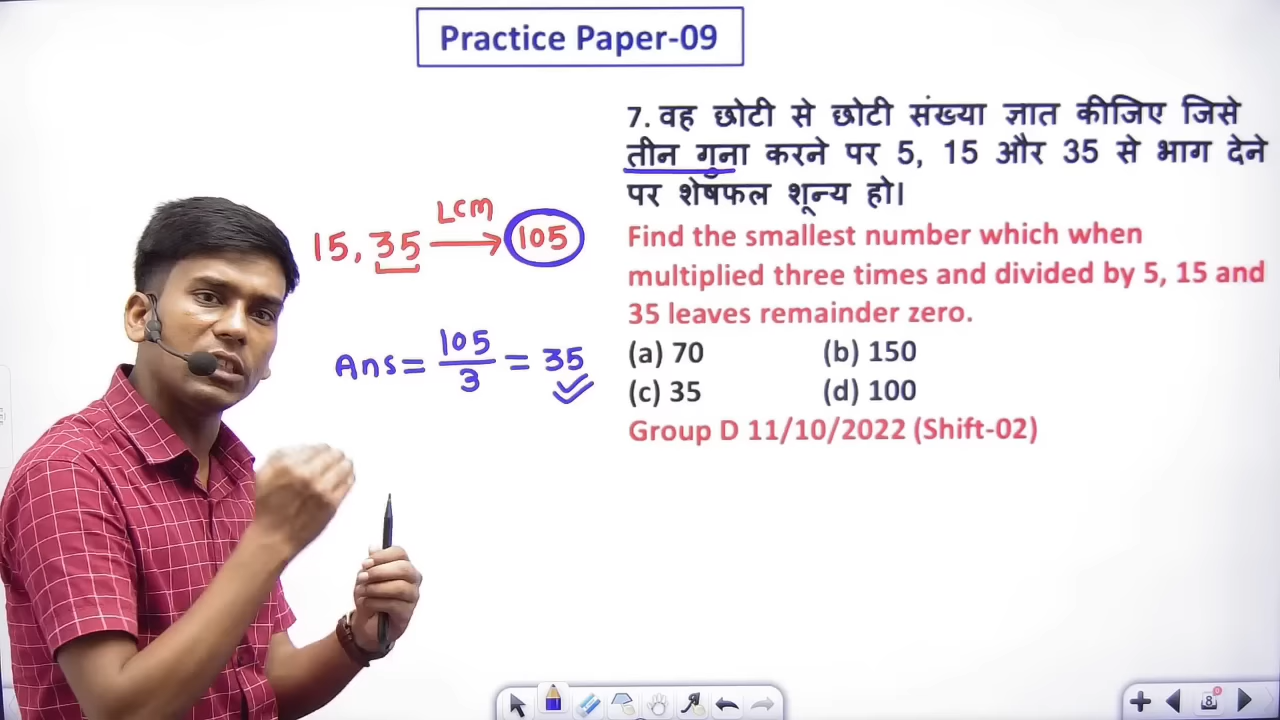 Practice Paper-09
7. वह छोटी से छोटी संख्या ज्ञात कीजिए जिसे
तीन गुना करने पर 5, 15 और 35 से भाग देने
पर शेषफल शून्य हो।
Find the smallest number which when
multiplied three times and divided by 5, 15 and
35 leaves remainder zero.
(a) 70 (b) 150
(c) 35 (d) 100
Group D 11/10/2022 (Shift-02)
15, 35 LCM → 105
Ans = 105/3 = 35
8